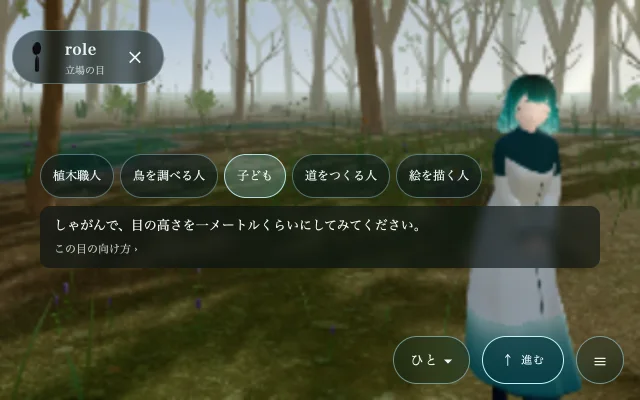 role
立場の目
植木職人
鳥を調べる人
子ども
道をつくる人
絵を描く人
しゃがんで、目の高さを一メートルくらいにしてみてください。
この目の向け方 ›
ひと
↑ 進む